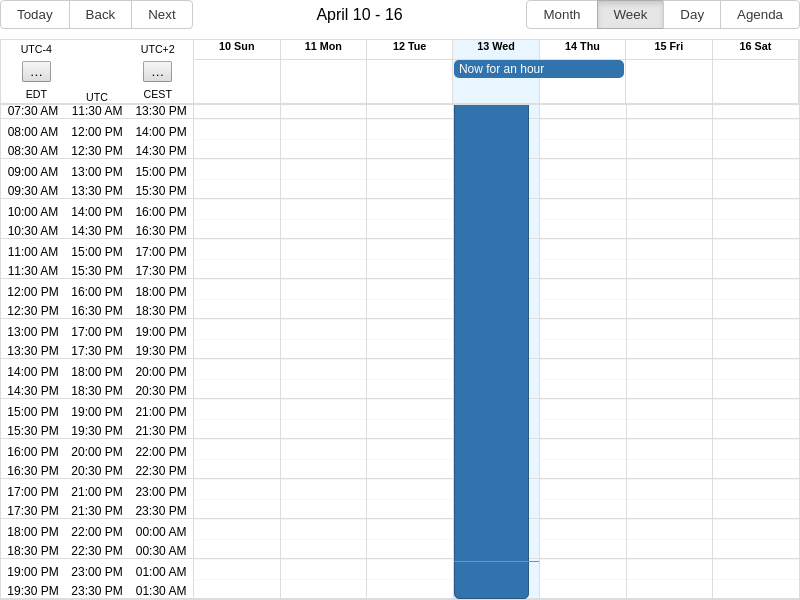 Today Back Next April 10 - 16 Month Week Day Agenda
UTC-4 UTC+2 10 Sun 11 Mon 12 Tue 13 Wed 14 Thu 15 Fri 16 Sat
... ... Now for an hour
EDT UTC CEST
07:30 AM 11:30 AM 13:30 PM
08:00 AM 12:00 PM 14:00 PM
08:30 AM 12:30 PM 14:30 PM
09:00 AM 13:00 PM 15:00 PM
09:30 AM 13:30 PM 15:30 PM
10:00 AM 14:00 PM 16:00 PM
10:30 AM 14:30 PM 16:30 PM
11:00 AM 15:00 PM 17:00 PM
11:30 AM 15:30 PM 17:30 PM
12:00 PM 16:00 PM 18:00 PM
12:30 PM 16:30 PM 18:30 PM
13:00 PM 17:00 PM 19:00 PM
13:30 PM 17:30 PM 19:30 PM
14:00 PM 18:00 PM 20:00 PM
14:30 PM 18:30 PM 20:30 PM
15:00 PM 19:00 PM 21:00 PM
15:30 PM 19:30 PM 21:30 PM
16:00 PM 20:00 PM 22:00 PM
16:30 PM 20:30 PM 22:30 PM
17:00 PM 21:00 PM 23:00 PM
17:30 PM 21:30 PM 23:30 PM
18:00 PM 22:00 PM 00:00 AM
18:30 PM 22:30 PM 00:30 AM
19:00 PM 23:00 PM 01:00 AM
19:30 PM 23:30 PM 01:30 AM